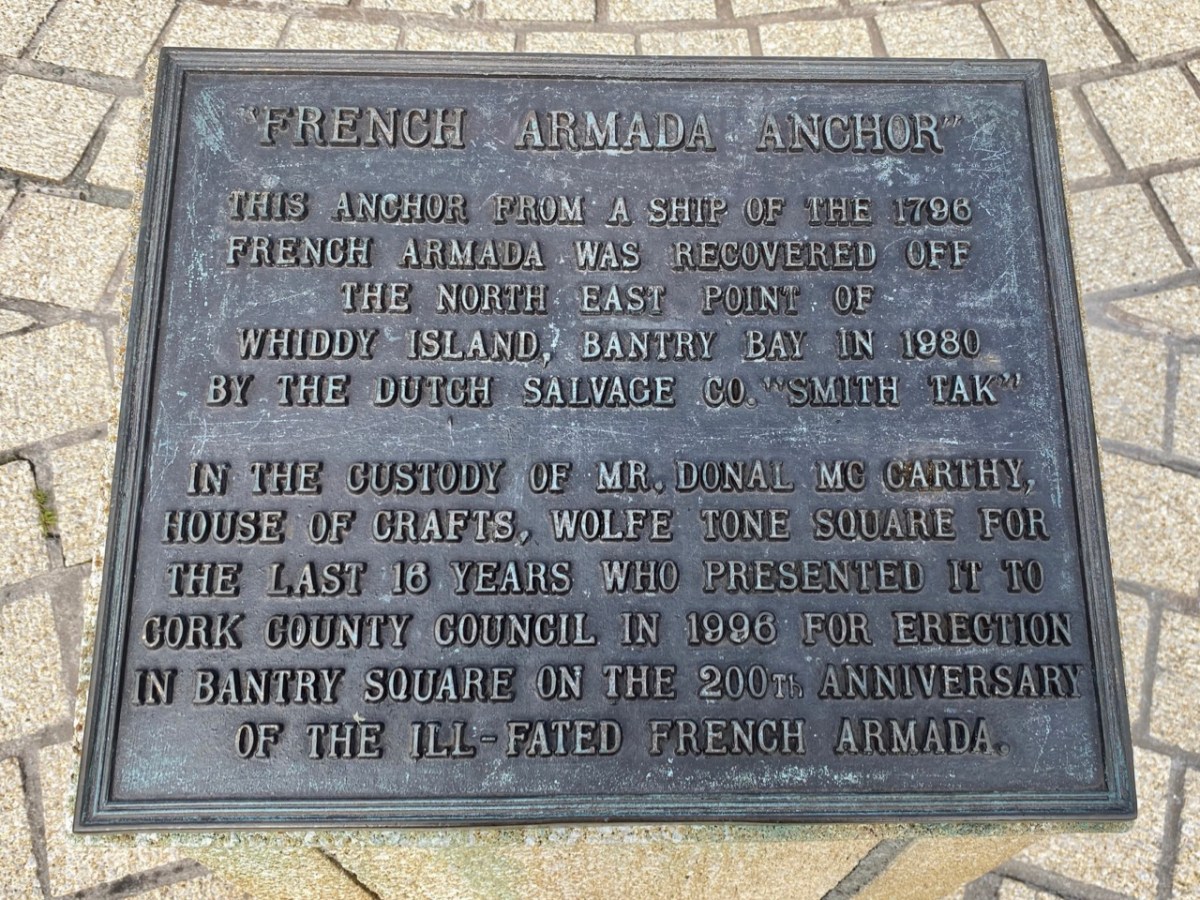 "FRENCH ARMADA ANCHOR"
THIS ANCHOR FROM A SHIP OF THE 1796
FRENCH ARMADA WAS RECOVERED OFF
THE NORTH EAST POINT OF
WHIDDY ISLAND, BANTRY BAY IN 1980
BY THE DUTCH SALVAGE CO. "SMITH TAK"
IN THE CUSTODY OF MR. DONAL MC CARTHY,
HOUSE OF CRAFTS, WOLFE TONE SQUARE FOR
THE LAST 16 YEARS WHO PRESENTED IT TO
CORK COUNTY COUNCIL IN 1996 FOR ERECTION
IN BANTRY SQUARE ON THE 200Th ANNIVERSARY
OF THE ILL-FATED FRENCH ARMADA.